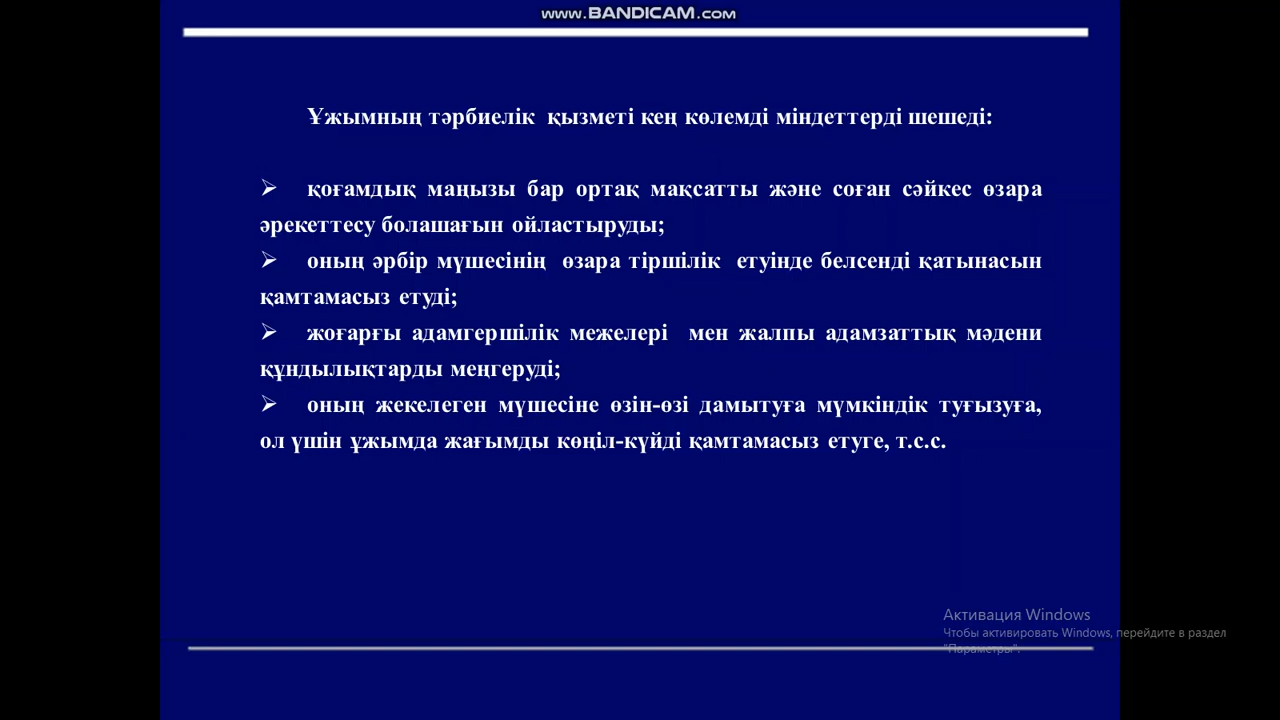 www.BANDICAM.com
Ұжымның тәрбиелік қызметі кең көлемді міндеттерді шешеді:
➢ қоғамдық маңызы бар ортақ мақсатты және соған сәйкес өзара
әрекеттесу болашағын ойластыруды;
➢ оның әрбір мүшесінің өзара тіршілік етуінде белсенді қатынасын
қамтамасыз етуді;
➢ жоғарғы адамгершілік межелері мен жалпы адамзаттық мәдени
құндылықтарды меңгеруді;
➢ оның жекелеген мүшесіне өзін-өзі дамытуға мүмкіндік туғызуға,
ол үшін ұжымда жағымды көңіл-күйді қамтамасыз етуге, т.с.с.
Активация Windows
Чтобы активировать Windows, перейдите в раздел
"Параметры".